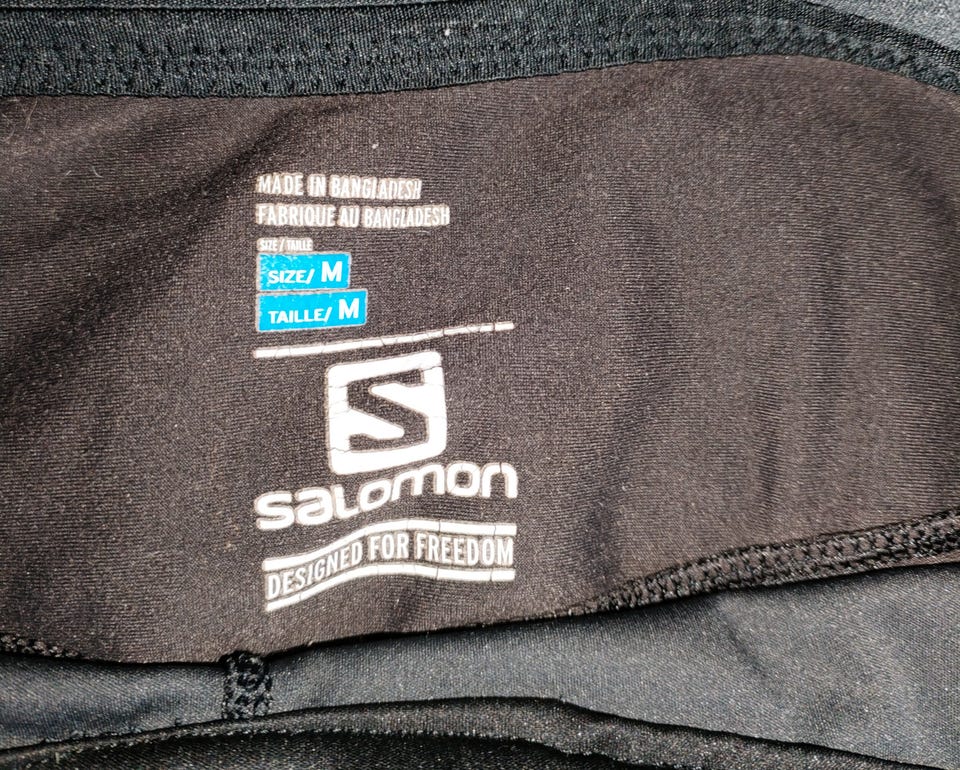 MADE IN BANGLADESH
FABRIQUE AU BANGLADESH
SIZE / TAILLE
SIZE/ M
TAILLE/ M
S
salomon
DESIGNED FOR FREEDOM